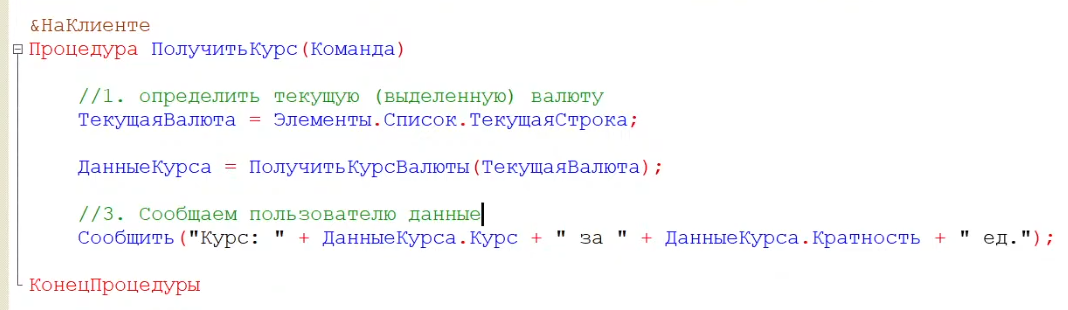 &НаКлиенте
Процедура ПолучитьКурс(Команда)
//1. определить текущую (выделенную) валюту
ТекущаяВалюта = Элементы.Список.ТекущаяСтрока;
ДанныеКурса = ПолучитьКурсВалюты(ТекущаяВалюта);
//3. Сообщаем пользователю данные
Сообщить("Курс: " + ДанныеКурса.Курс + " за " + ДанныеКурса.Кратность + " ед.");
КонецПроцедуры